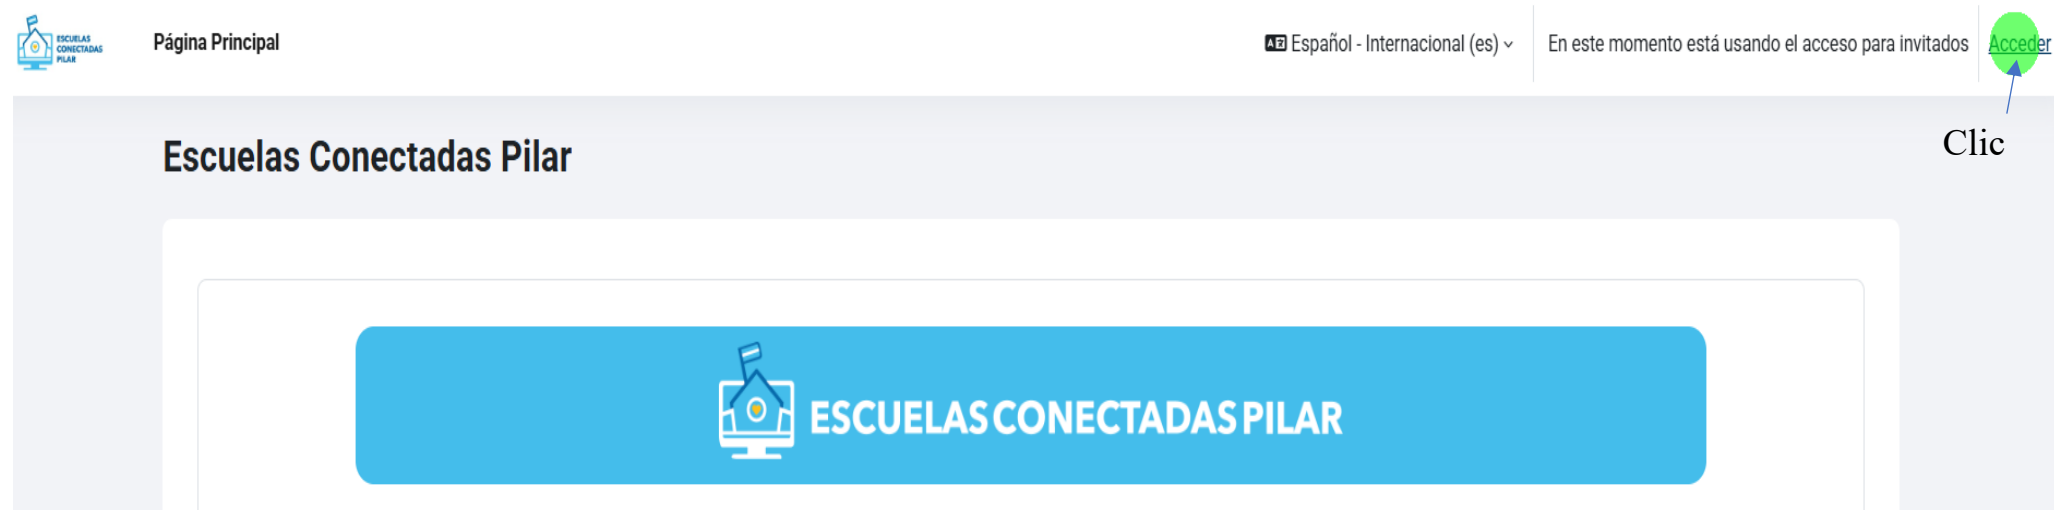 ESCUELAS
CONECTADAS
PILAR
Página Principal
Español - Internacional (es)
En este momento está usando el acceso para invitados
Acceder
Clic
Escuelas Conectadas Pilar
ESCUELAS CONECTADAS PILAR